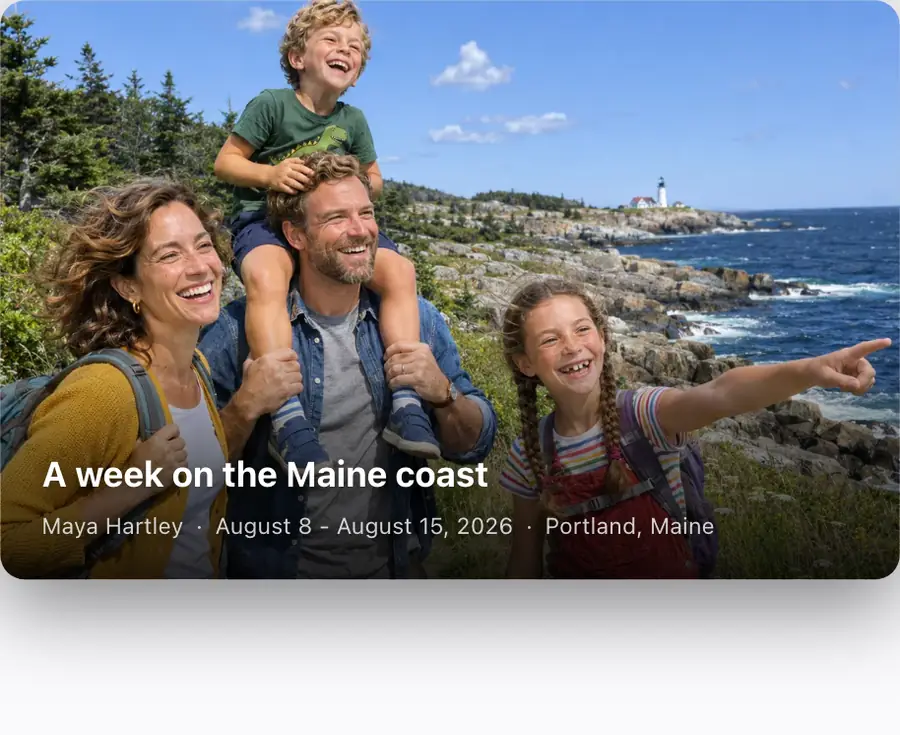 A week on the Maine coast
Maya Hartley · August 8 - August 15, 2026 · Portland, Maine